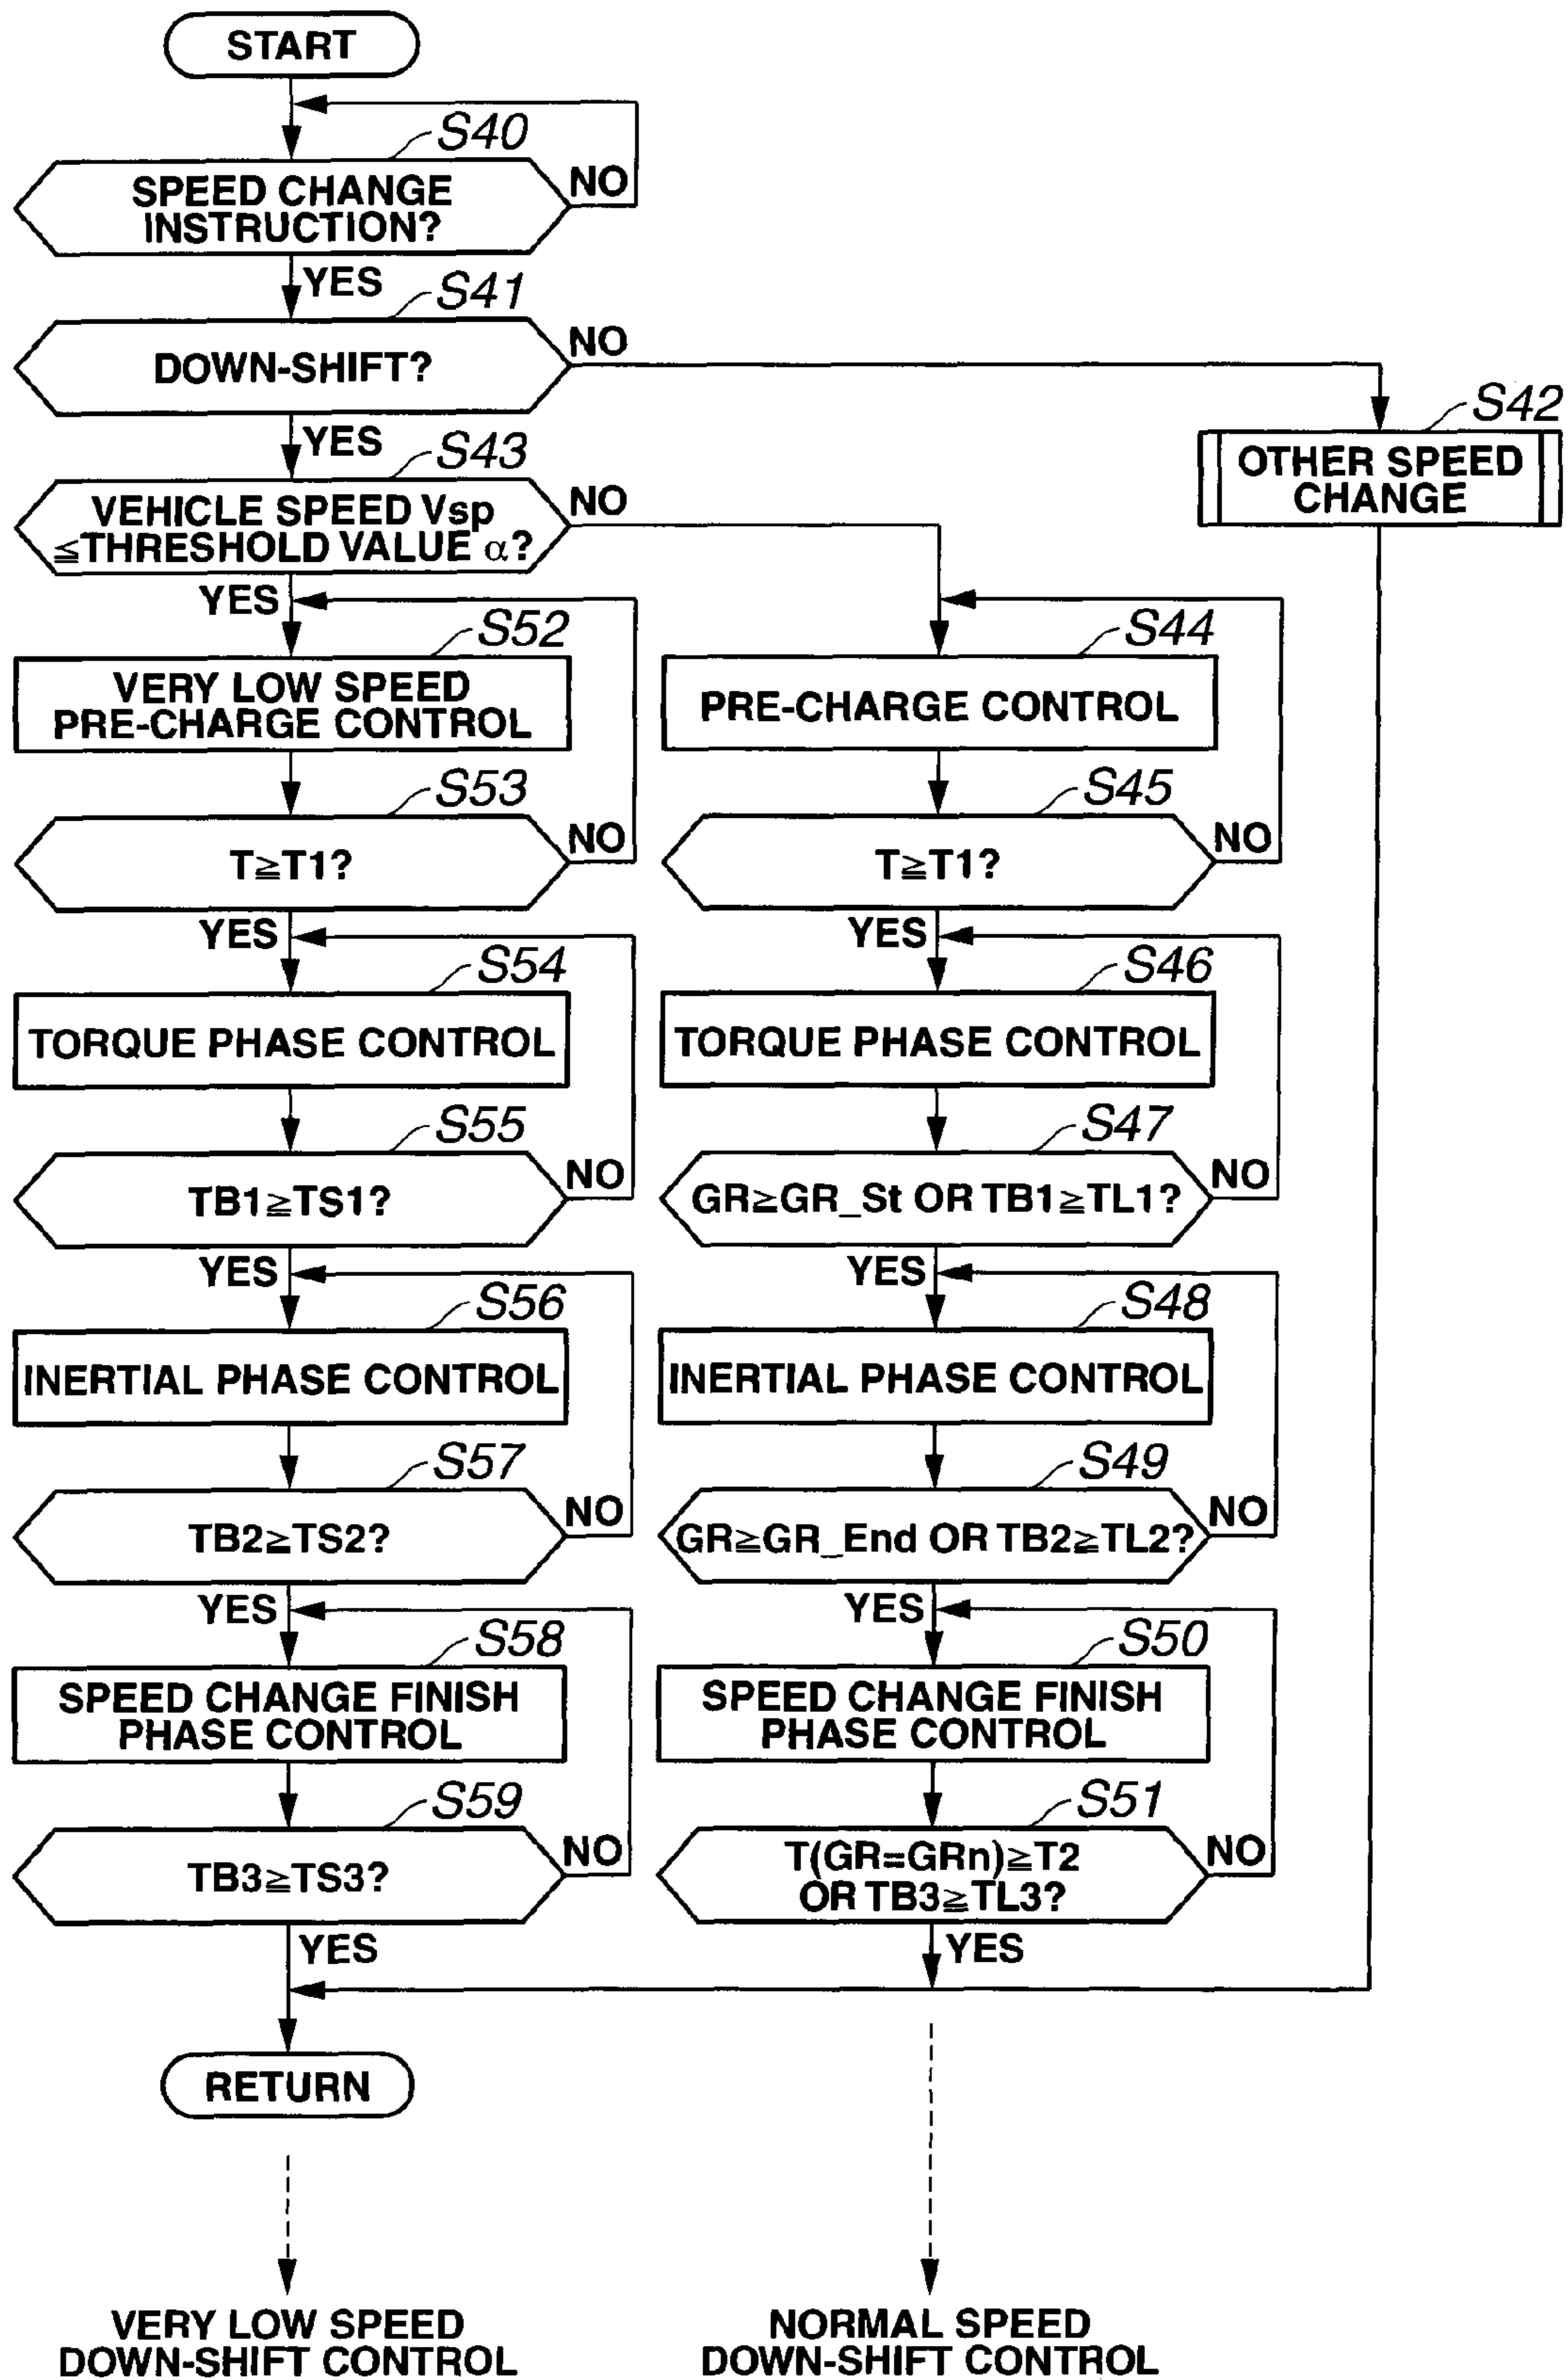 START
S40
SPEED CHANGE
INSTRUCTION?
NO
YES
S41
DOWN-SHIFT?
NO
S42
OTHER SPEED
CHANGE
YES
S43
VEHICLE SPEED Vsp
≦THRESHOLD VALUE α?
NO
YES
S52
VERY LOW SPEED
PRE-CHARGE CONTROL
S53
T≧T1?
NO
YES
S54
TORQUE PHASE CONTROL
S55
TB1≧TS1?
NO
YES
S56
INERTIAL PHASE CONTROL
S57
TB2≧TS2?
NO
YES
S58
SPEED CHANGE FINISH
PHASE CONTROL
S59
TB3≧TS3?
NO
YES
RETURN
VERY LOW SPEED
DOWN-SHIFT CONTROL
S44
PRE-CHARGE CONTROL
S45
T≧T1?
NO
YES
S46
TORQUE PHASE CONTROL
S47
GR≧GR_St OR TB1≧TL1?
NO
YES
S48
INERTIAL PHASE CONTROL
S49
GR≧GR_End OR TB2≧TL2?
NO
YES
S50
SPEED CHANGE FINISH
PHASE CONTROL
S51
T(GR=GRn)≧T2
OR TB3≧TL3?
NO
YES
NORMAL SPEED
DOWN-SHIFT CONTROL